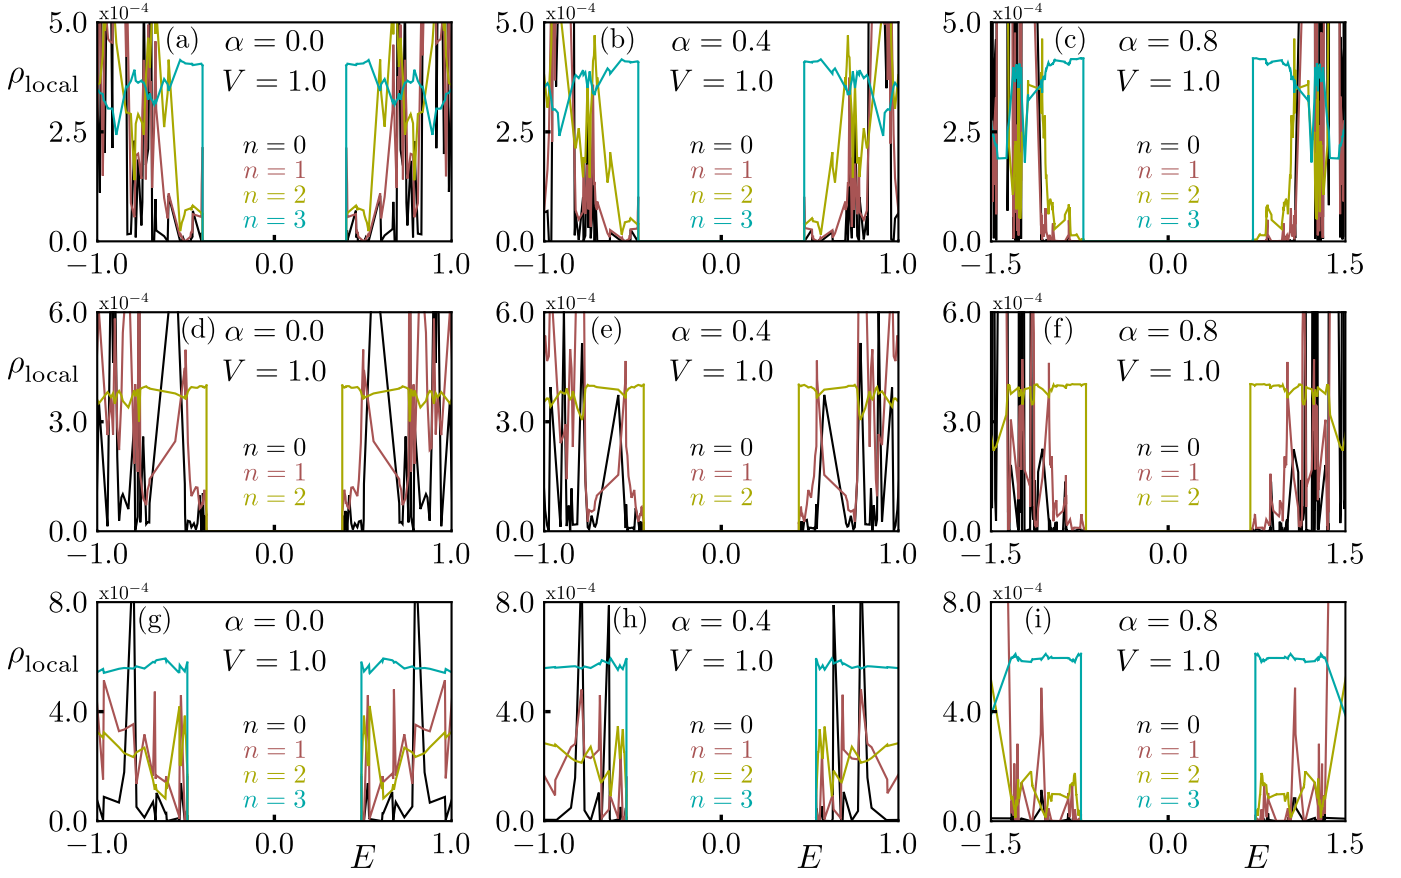 x10⁻⁴ x10⁻⁴ x10⁻⁴
5.0 (a) α = 0.0 5.0 (b) α = 0.4 5.0 (c) α = 0.8
ρlocal V = 1.0 V = 1.0 V = 1.0
2.5 n = 0 2.5 n = 0 2.5 n = 0
n = 1 n = 1 n = 1
n = 2 n = 2 n = 2
n = 3 n = 3 n = 3
0.0 0.0 0.0
−1.0 0.0 1.0 −1.0 0.0 1.0 −1.5 0.0 1.5
x10⁻⁴ x10⁻⁴ x10⁻⁴
6.0 (d) α = 0.0 6.0 (e) α = 0.4 6.0 (f) α = 0.8
ρlocal V = 1.0 V = 1.0 V = 1.0
3.0 n = 0 3.0 n = 0 3.0 n = 0
n = 1 n = 1 n = 1
n = 2 n = 2 n = 2
0.0 0.0 0.0
−1.0 0.0 1.0 −1.0 0.0 1.0 −1.5 0.0 1.5
x10⁻⁴ x10⁻⁴ x10⁻⁴
8.0 (g) α = 0.0 8.0 (h) α = 0.4 8.0 (i) α = 0.8
ρlocal V = 1.0 V = 1.0 V = 1.0
4.0 n = 0 4.0 n = 0 4.0 n = 0
n = 1 n = 1 n = 1
n = 2 n = 2 n = 2
n = 3 n = 3 n = 3
0.0 0.0 0.0
−1.0 0.0 1.0 −1.0 0.0 1.0 −1.5 0.0 1.5
E E E